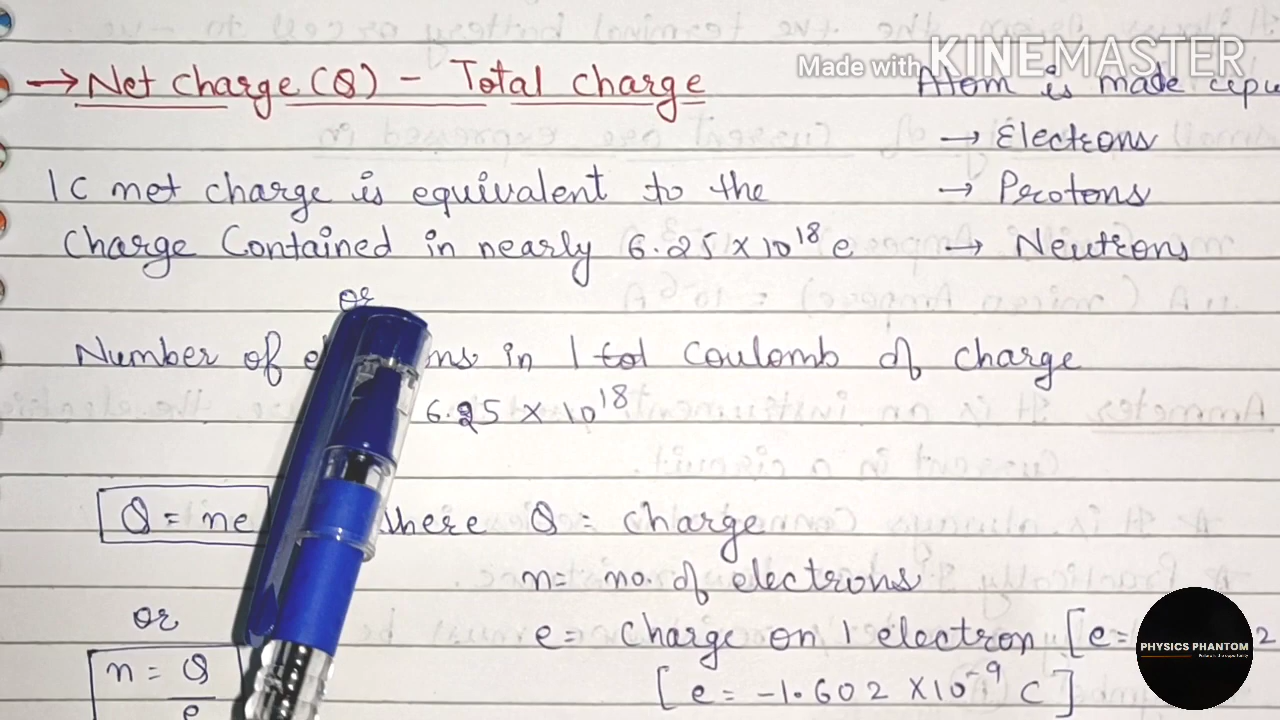 Made with KINEMASTER
→ Net charge (Q) - Total charge
Atom is made
→ Electrons
→ Protons
→ Neutrons
1C net charge is equivalent to the
charge contained in nearly 6.25 × 10¹⁸ e
or
Number of in 1 coulomb of charge
6.25 × 10¹⁸
Q = ne where Q = charge
n = no. of electrons
or
e = charge on 1 electron [e =
n = Q
e
[e = -1.602 × 10⁻⁹ C]
PHYSICS PHANTOM